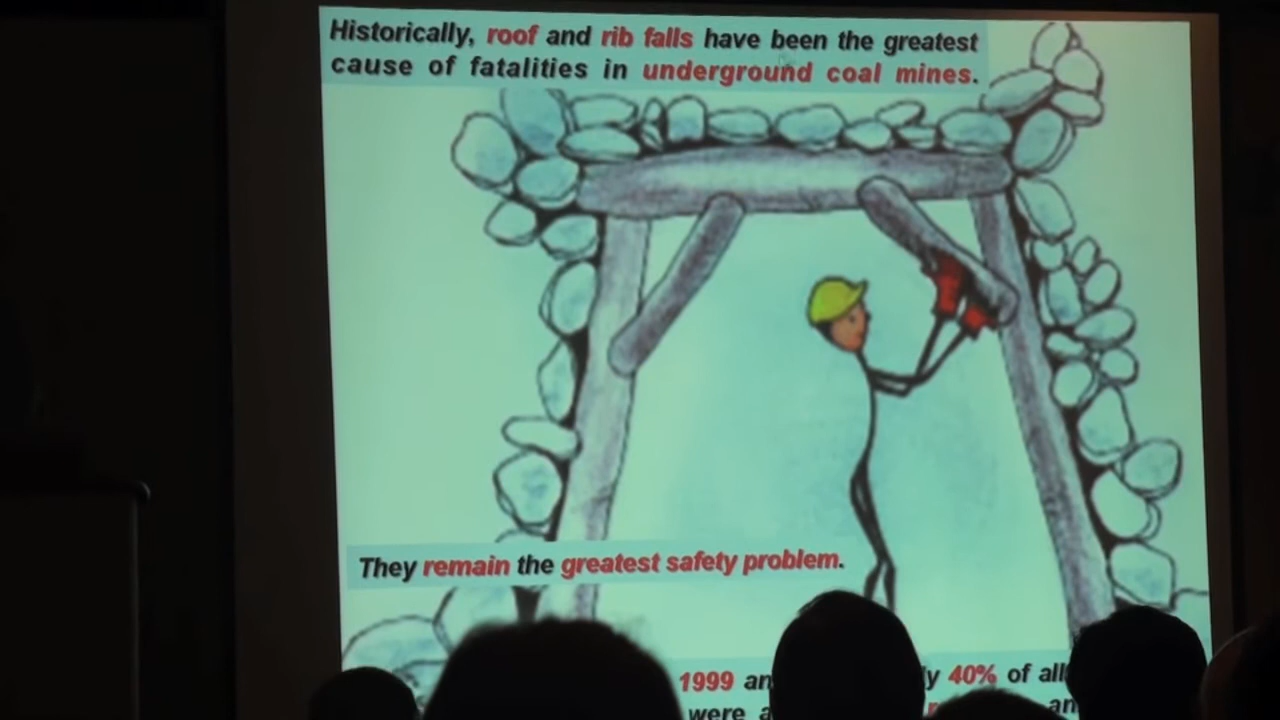 Historically, roof and rib falls have been the greatest
cause of fatalities in underground coal mines.
They remain the greatest safety problem.
1999 40% of all
were